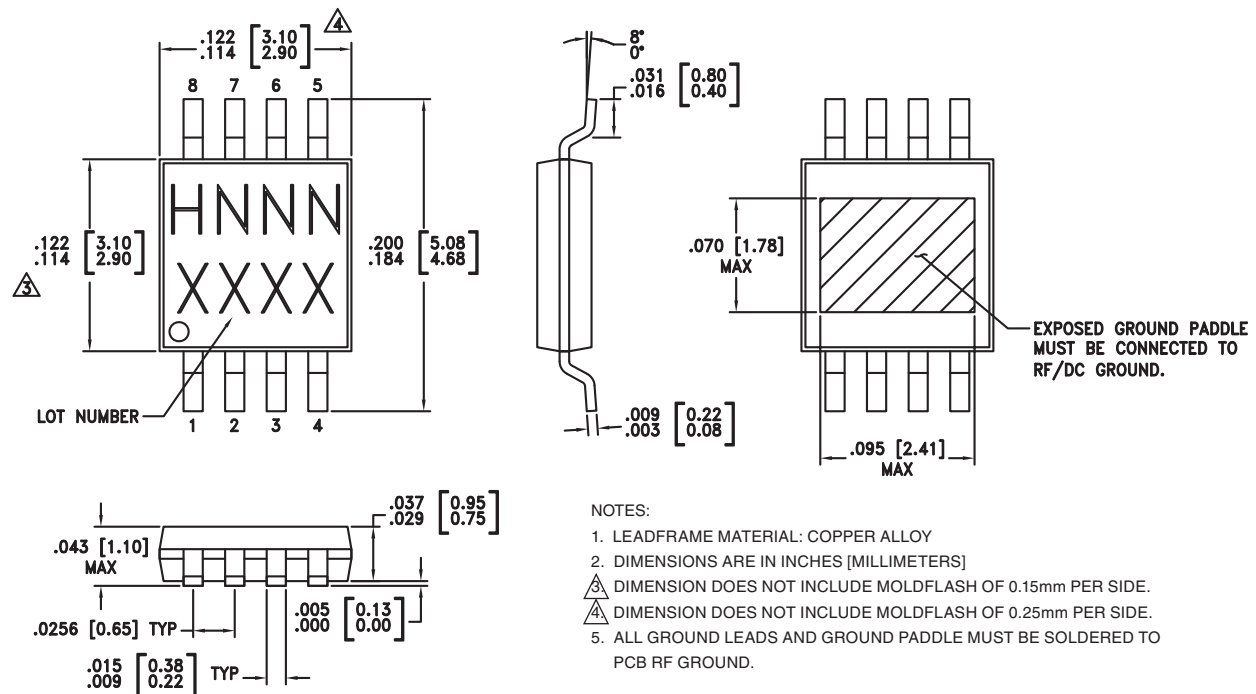 .122 [3.10]
.114 [2.90]
4
8 7 6 5
HNNN
XXXX
1 2 3 4
.122 [3.10]
.114 [2.90]
3
.200 [5.08]
.184 [4.68]
LOT NUMBER
8°
0°
.031 [0.80]
.016 [0.40]
.009 [0.22]
.003 [0.08]
.070 [1.78]
MAX
EXPOSED GROUND PADDLE
MUST BE CONNECTED TO
RF/DC GROUND.
.095 [2.41]
MAX
.037 [0.95]
.029 [0.75]
.043 [1.10]
MAX
.005 [0.13]
.000 [0.00]
.0256 [0.65] TYP
.015 [0.38]
.009 [0.22] TYP
NOTES:
1. LEADFRAME MATERIAL: COPPER ALLOY
2. DIMENSIONS ARE IN INCHES [MILLIMETERS]
3. DIMENSION DOES NOT INCLUDE MOLDFLASH OF 0.15mm PER SIDE.
4. DIMENSION DOES NOT INCLUDE MOLDFLASH OF 0.25mm PER SIDE.
5. ALL GROUND LEADS AND GROUND PADDLE MUST BE SOLDERED TO
PCB RF GROUND.